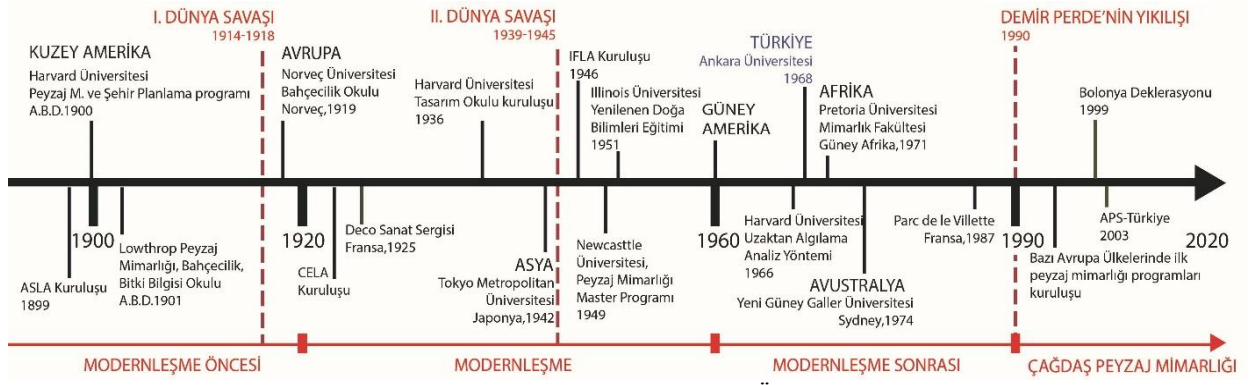 I. DÜNYA SAVAŞI
1914-1918
II. DÜNYA SAVAŞI
1939-1945
DEMİR PERDE'NİN YIKILIŞI
1990
KUZEY AMERİKA
Harvard Üniversitesi
Peyzaj M. ve Şehir Planlama programı
A.B.D.1900
AVRUPA
Norveç Üniversitesi
Bahçecilik Okulu
Norveç,1919
Harvard Üniversitesi
Tasarım Okulu kuruluşu
1936
IFLA Kuruluşu
1946
Illinois Üniversitesi
Yenilenen Doğa
Bilimleri Eğitimi
1951
GÜNEY
AMERİKA
TÜRKİYE
Ankara Üniversitesi
1968
AFRİKA
Pretoria Üniversitesi
Mimarlık Fakültesi
Güney Afrika,1971
Bolonya Deklerasyonu
1999
1900
1920
1960
1990
2020
ASLA Kuruluşu
1899
Lowthrop Peyzaj
Mimarlığı, Bahçecilik,
Bitki Bilgisi Okulu
A.B.D.1901
CELA
Kuruluşu
Deco Sanat Sergisi
Fransa,1925
ASYA
Tokyo Metropolitan
Üniversitesi
Japonya,1942
Newcasttle
Üniversitesi,
Peyzaj Mimarlığı
Master Programı
1949
Harvard Üniversitesi
Uzaktan Algılama
Analiz Yöntemi
1966
AVUSTRALYA
Yeni Güney Galler Üniversitesi
Sydney,1974
Parc de le Villette
Fransa,1987
APS-Türkiye
2003
Bazı Avrupa Ülkelerinde ilk
peyzaj mimarlığı programları
kuruluşu
MODERNLEŞME ÖNCESİ
MODERNLEŞME
MODERNLEŞME SONRASI
ÇAĞDAŞ PEYZAJ MİMARLIĞI